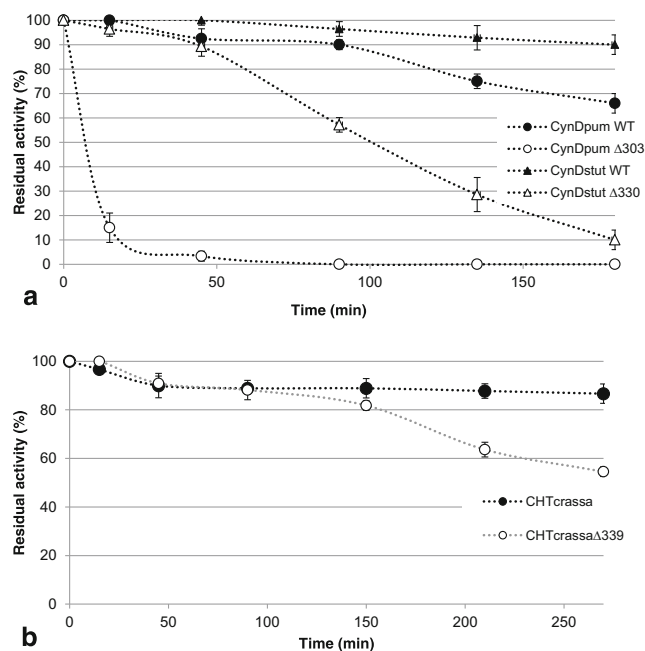 100
90
80
70
60
50
40
30
20
10
0
Residual activity (%)
CynDpum WT
CynDpum Δ303
CynDstut WT
CynDstut Δ330
0 50 100 150
Time (min)
a
100
80
60
40
20
0
Residual activity (%)
CHTcrassa
CHTcrassaΔ339
0 50 100 150 200 250
Time (min)
b